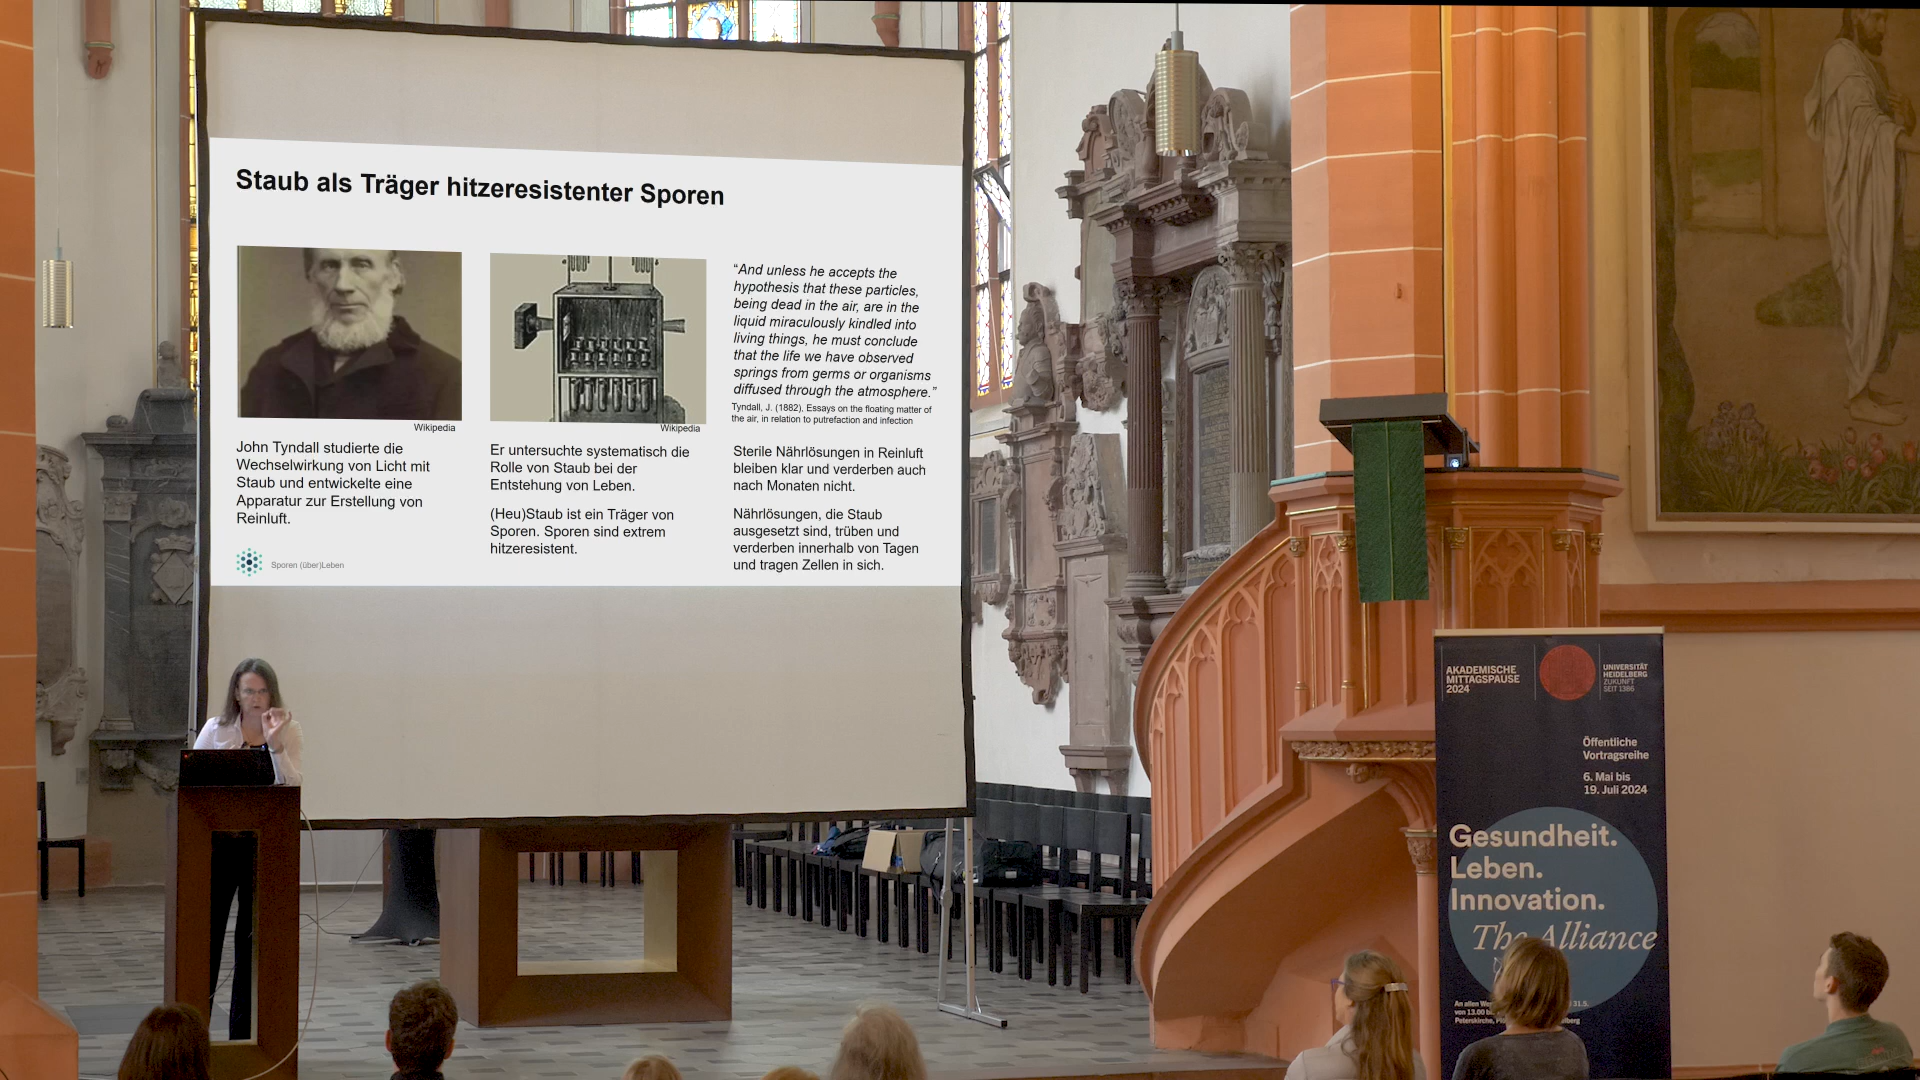 Staub als Träger hitzeresistenter Sporen
Wikipedia
John Tyndall studierte die
Wechselwirkung von Licht mit
Staub und entwickelte eine
Apparatur zur Erstellung von
Reinluft.
Wikipedia
Er untersuchte systematisch die
Rolle von Staub bei der
Entstehung von Leben.
(Heu)Staub ist ein Träger von
Sporen. Sporen sind extrem
hitzeresistent.
“And unless he accepts the
hypothesis that these particles,
being dead in the air, are in the
liquid miraculously kindled into
living things, he must conclude
that the life we have observed
springs from germs or organisms
diffused through the atmosphere.”
Tyndall, J. (1882), Essays on the floating matter of
the air, in relation to putrefaction and infection
Sterile Nährlösungen in Reinluft
bleiben klar und verderben auch
nach Monaten nicht.
Nährlösungen, die Staub
ausgesetzt sind, trüben und
verderben innerhalb von Tagen
und tragen Zellen in sich.
Sporen (über)Leben
AKADEMISCHE
MITTAGSPAUSE
2024
UNIVERSITÄT
HEIDELBERG
ZUKUNFT
SEIT 1386
Öffentliche
Vortragsreihe
6. Mai bis
19. Juli 2024
Gesundheit.
Leben.
Innovation.
The Alliance
An allen 31.5.
von 13.00
Peterskirche,